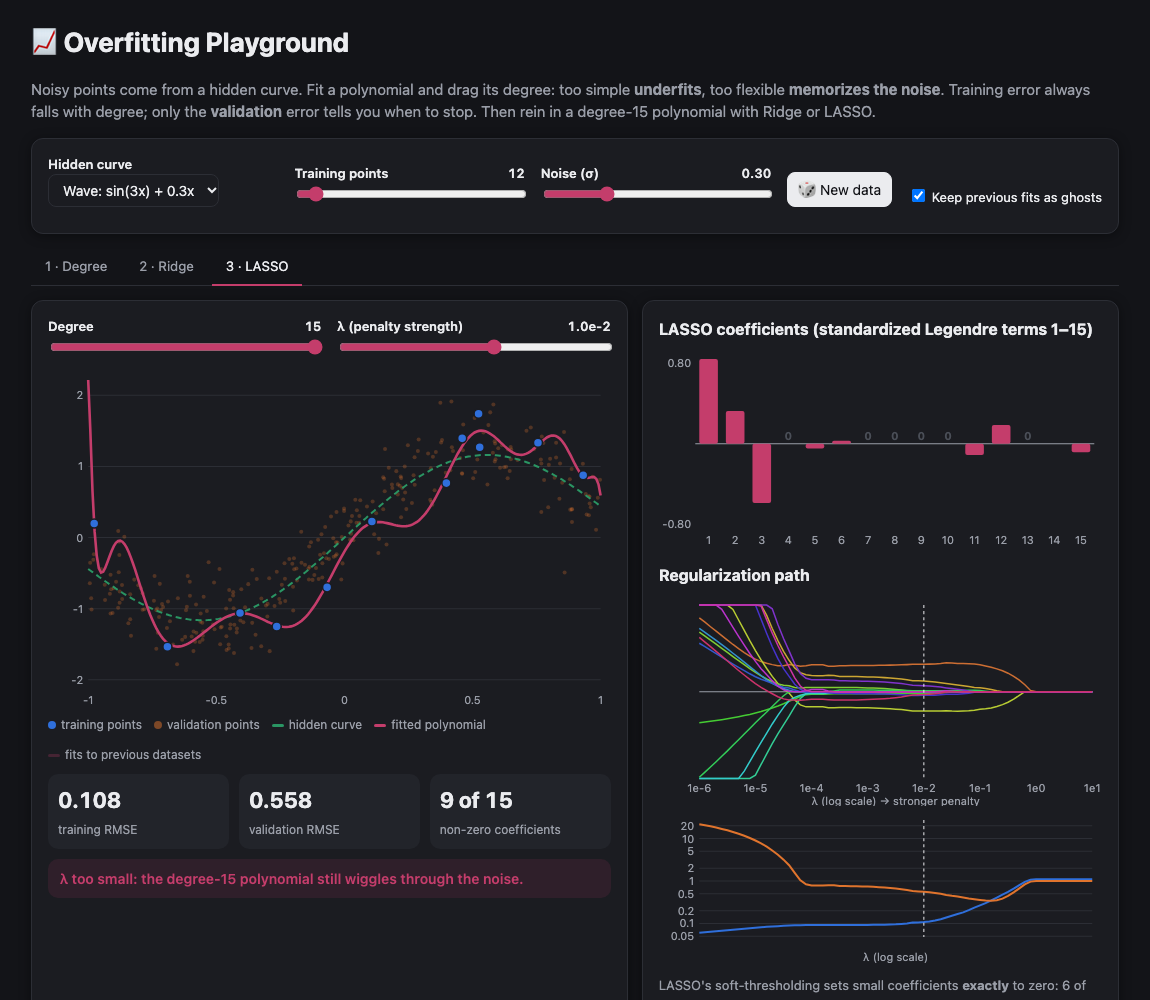 📈 Overfitting Playground
Noisy points come from a hidden curve. Fit a polynomial and drag its degree: too simple underfits, too flexible memorizes the noise. Training error always
falls with degree; only the validation error tells you when to stop. Then rein in a degree-15 polynomial with Ridge or LASSO.
Hidden curve
Wave: sin(3x) + 0.3x
Training points 12
Noise (σ) 0.30
🎲 New data
Keep previous fits as ghosts
1 · Degree 2 · Ridge 3 · LASSO
Degree 15
λ (penalty strength) 1.0e-2
2
1
0
-1
-2
-1 -0.5 0 0.5 1
training points validation points hidden curve fitted polynomial
fits to previous datasets
0.108
training RMSE
0.558
validation RMSE
9 of 15
non-zero coefficients
λ too small: the degree-15 polynomial still wiggles through the noise.
LASSO coefficients (standardized Legendre terms 1–15)
0.80
0 0 0 0 0 0
-0.80
1 2 3 4 5 6 7 8 9 10 11 12 13 14 15
Regularization path
1e-6 1e-5 1e-4 1e-3 1e-2 1e-1 1e0 1e1
λ (log scale) → stronger penalty
20
10
5
2
1
0.5
0.2
0.1
0.05
λ (log scale)
LASSO's soft-thresholding sets small coefficients exactly to zero: 6 of